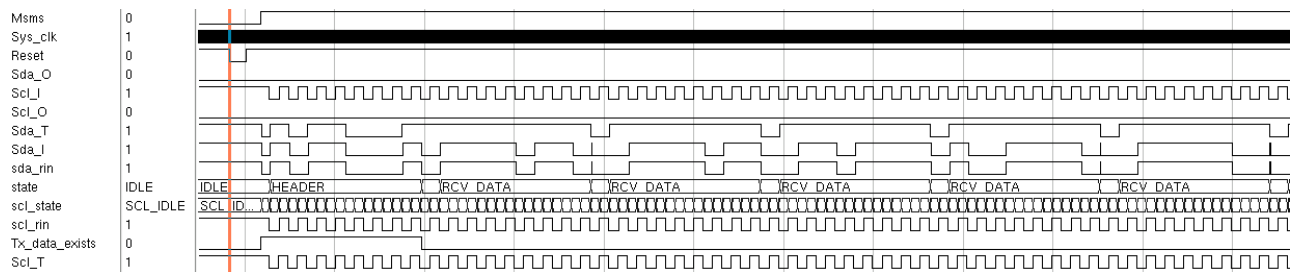 Msms 0
Sys_clk 1
Reset 0
Sda_O 0
Scl_I 1
Scl_O 0
Sda_T 1
Sda_I 1
sda_rin 1
state IDLE IDLE HEADER RCV_DATA RCV_DATA RCV_DATA RCV_DATA RCV_DATA
scl_state SCL_IDLE SCL_ID...
scl_rin 1
Tx_data_exists 0
Scl_T 1